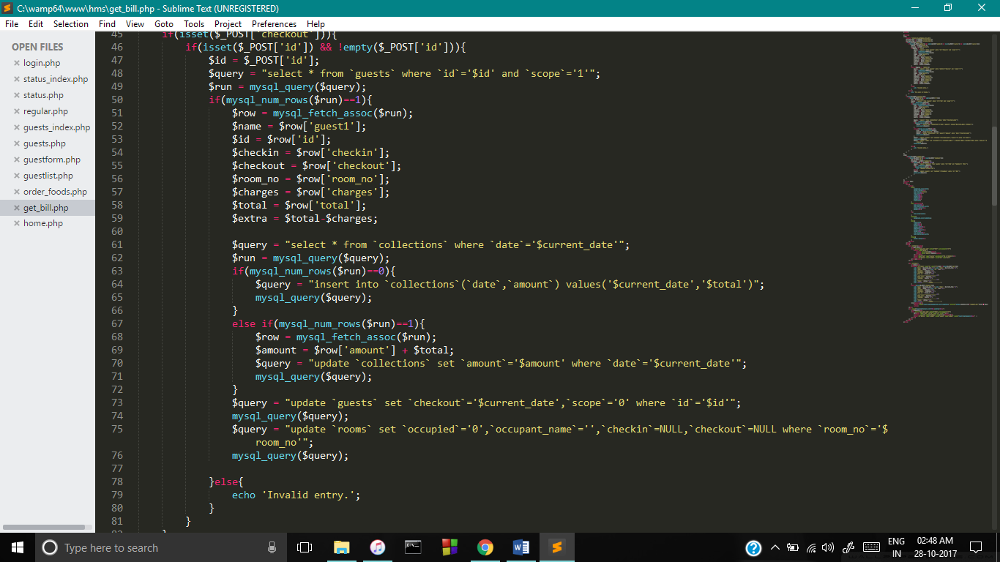 C:\wamp64\www\hms\get_bill.php - Sublime Text (UNREGISTERED)
File Edit Selection Find View Goto Tools Project Preferences Help
OPEN FILES
login.php
status_index.php
status.php
regular.php
guests_index.php
guests.php
guestform.php
guestlist.php
order_foods.php
get_bill.php
home.php
45 if(isset($_POST['checkout'])){
46 if(isset($_POST['id']) && !empty($_POST['id'])){
47 $id = $_POST['id'];
48 $query = "select * from `guests` where `id`='$id' and `scope`='1'";
49 $run = mysql_query($query);
50 if(mysql_num_rows($run)==1){
51 $row = mysql_fetch_assoc($run);
52 $name = $row['guest1'];
53 $id = $row['id'];
54 $checkin = $row['checkin'];
55 $checkout = $row['checkout'];
56 $room_no = $row['room_no'];
57 $charges = $row['charges'];
58 $total = $row['total'];
59 $extra = $total-$charges;
60
61 $query = "select * from `collections` where `date`='$current_date'";
62 $run = mysql_query($query);
63 if(mysql_num_rows($run)==0){
64 $query = "insert into `collections`(`date`,`amount`) values('$current_date','$total')";
65 mysql_query($query);
66 }
67 else if(mysql_num_rows($run)==1){
68 $row = mysql_fetch_assoc($run);
69 $amount = $row['amount'] + $total;
70 $query = "update `collections` set `amount`='$amount' where `date`='$current_date'";
71 mysql_query($query);
72 }
73 $query = "update `guests` set `checkout`='$current_date',`scope`='0' where `id`='$id'";
74 mysql_query($query);
75 $query = "update `rooms` set `occupied`='0',`occupant_name`='',`checkin`=NULL,`checkout`=NULL where `room_no`='$
room_no'";
76 mysql_query($query);
77
78 }else{
79 echo 'Invalid entry.';
80 }
81 }
Type here to search
ENG 02:48 AM
IN 28-10-2017